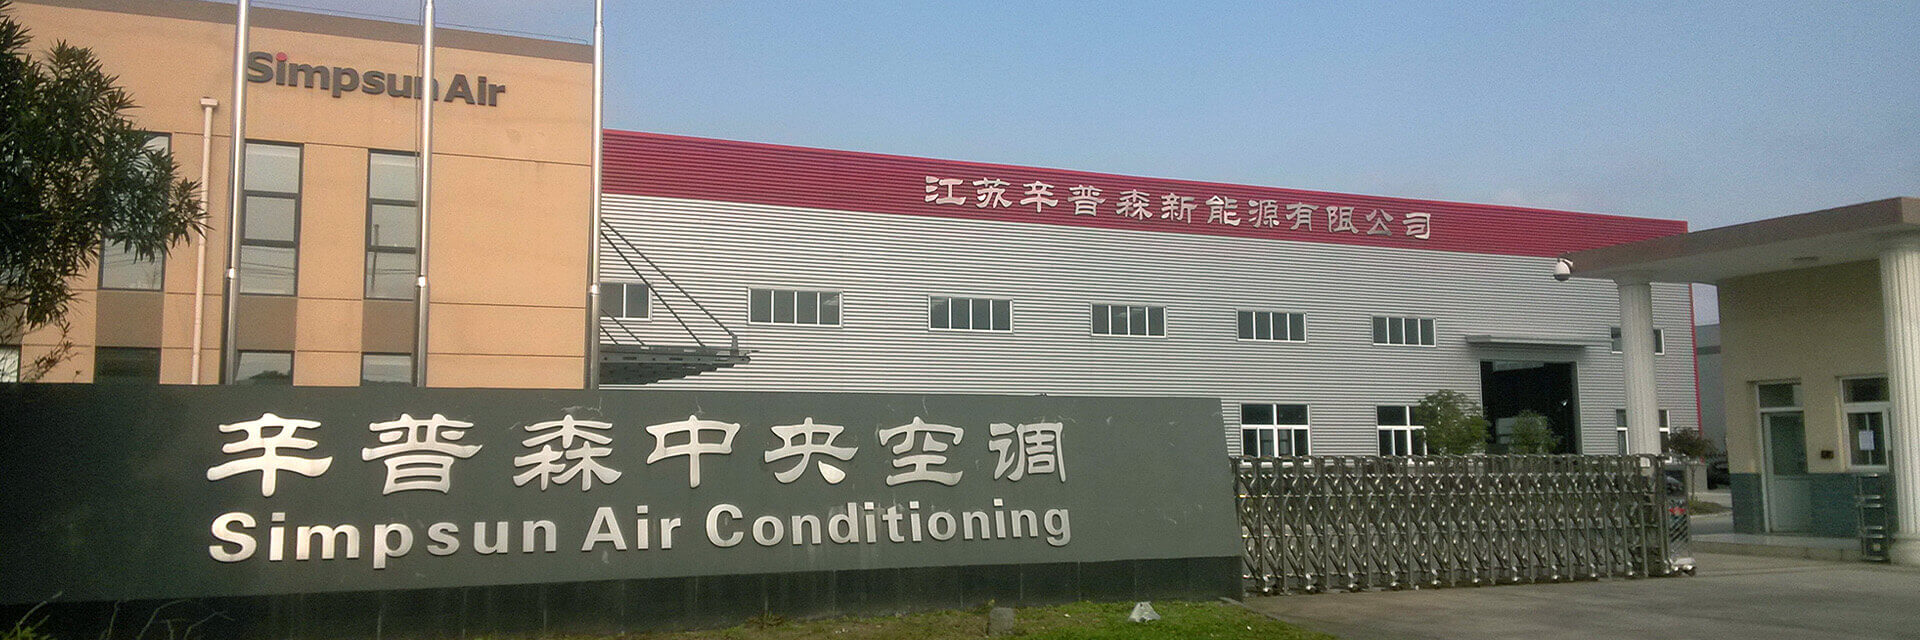 Simpsun Air
江苏辛普森新能源有限公司
辛普森中央空调
Simpsun Air Conditioning